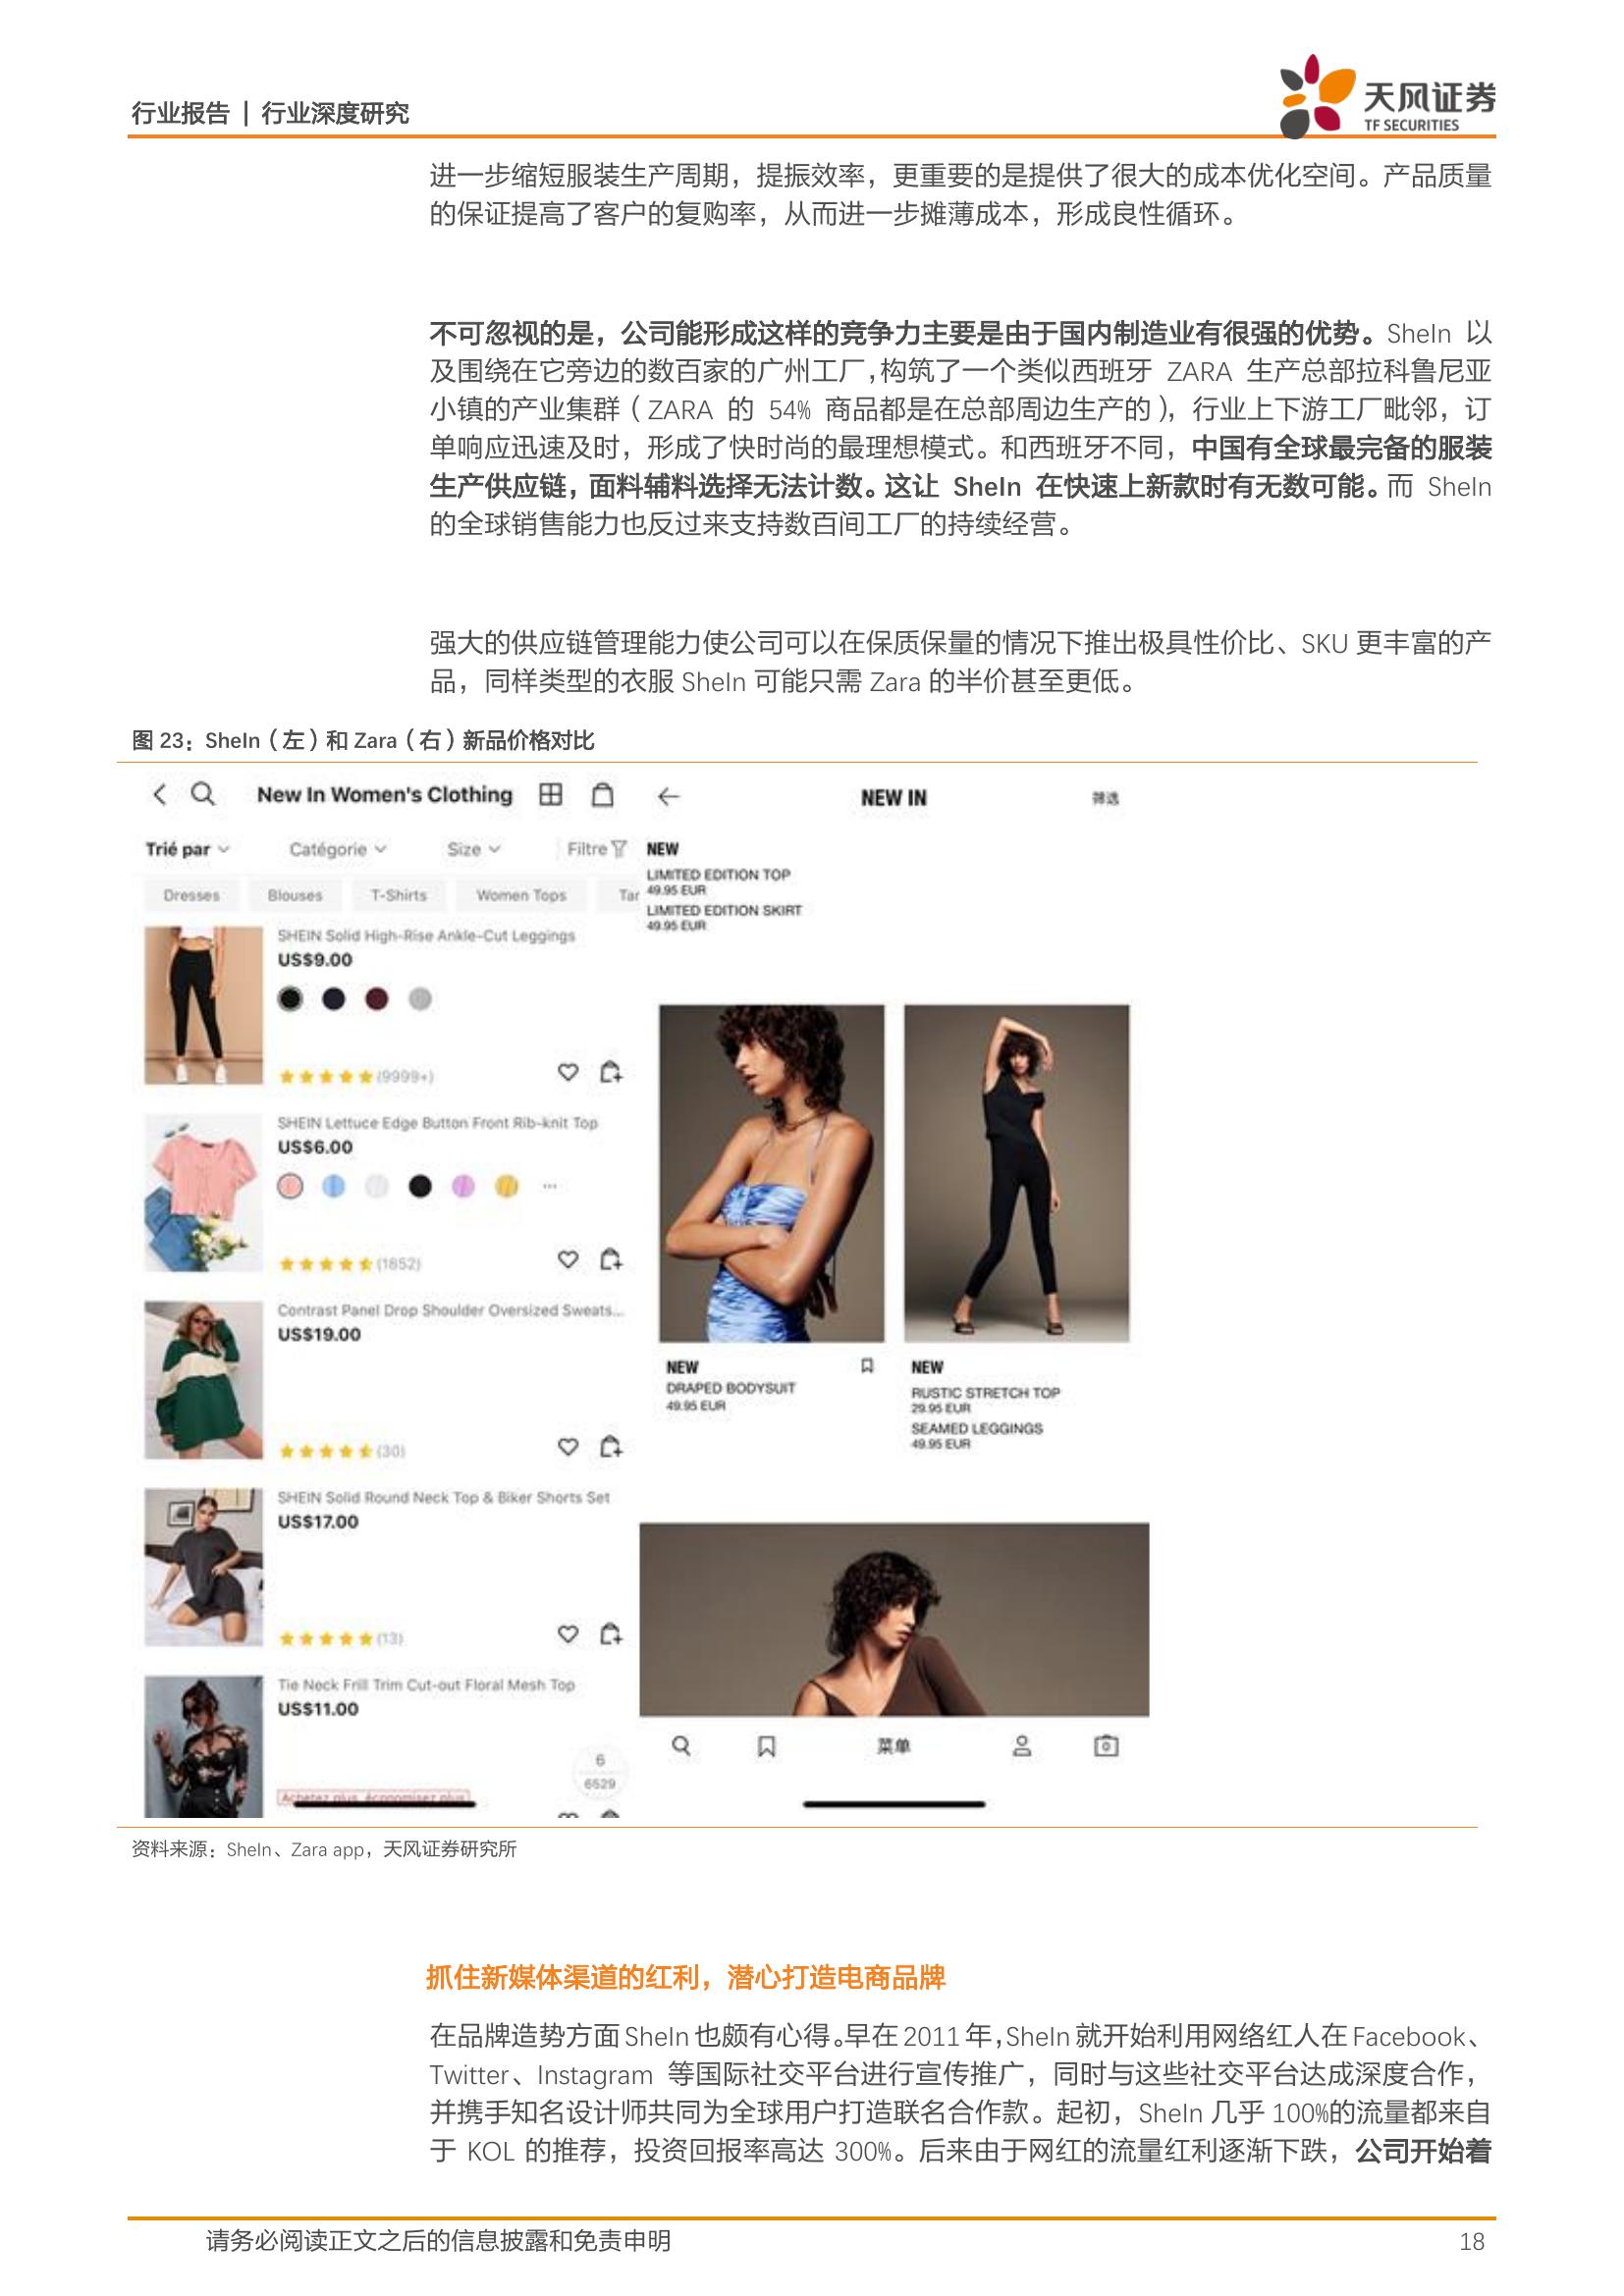 行业报告 | 行业深度研究
天风证券
TF SECURITIES
进一步缩短服装生产周期，提振效率，更重要的是提供了很大的成本优化空间。产品质量
的保证提高了客户的复购率，从而进一步摊薄成本，形成良性循环。
不可忽视的是，公司能形成这样的竞争力主要是由于国内制造业有很强的优势。SheIn 以
及围绕在它旁边的数百家的广州工厂，构筑了一个类似西班牙 ZARA 生产总部拉科鲁尼亚
小镇的产业集群（ZARA 的 54% 商品都是在总部周边生产的），行业上下游工厂毗邻，订
单响应迅速及时，形成了快时尚的最理想模式。和西班牙不同，中国有全球最完备的服装
生产供应链，面料辅料选择无法计数。这让 SheIn 在快速上新款时有无数可能。而 SheIn
的全球销售能力也反过来支持数百间工厂的持续经营。
强大的供应链管理能力使公司可以在保质保量的情况下推出极具性价比、SKU 更丰富的产
品，同样类型的衣服 SheIn 可能只需 Zara 的半价甚至更低。
图 23：SheIn（左）和 Zara（右）新品价格对比
New In Women's Clothing
Trié par Catégorie Size Filtre
Dresses Blouses T-Shirts Women Tops Tar
SHEIN Solid High-Rise Ankle-Cut Leggings
US$9.00
(9999+)
SHEIN Lettuce Edge Button Front Rib-knit Top
US$6.00
...
(1852)
Contrast Panel Drop Shoulder Oversized Sweats...
US$19.00
(30)
SHEIN Solid Round Neck Top & Biker Shorts Set
US$17.00
(13)
Tie Neck Frill Trim Cut-out Floral Mesh Top
US$11.00
6
6529
Achetez plus, économisez plus
NEW IN 筛选
NEW
LIMITED EDITION TOP
49.95 EUR
LIMITED EDITION SKIRT
49.95 EUR
NEW
DRAPED BODYSUIT
49.95 EUR
NEW
RUSTIC STRETCH TOP
29.95 EUR
SEAMED LEGGINGS
49.95 EUR
菜单
0
资料来源：SheIn、Zara app，天风证券研究所
抓住新媒体渠道的红利，潜心打造电商品牌
在品牌造势方面 SheIn 也颇有心得。早在 2011 年，SheIn 就开始利用网络红人在 Facebook、
Twitter、Instagram 等国际社交平台进行宣传推广，同时与这些社交平台达成深度合作，
并携手知名设计师共同为全球用户打造联名合作款。起初，SheIn 几乎 100%的流量都来自
于 KOL 的推荐，投资回报率高达 300%。后来由于网红的流量红利逐渐下跌，公司开始着
请务必阅读正文之后的信息披露和免责申明 18